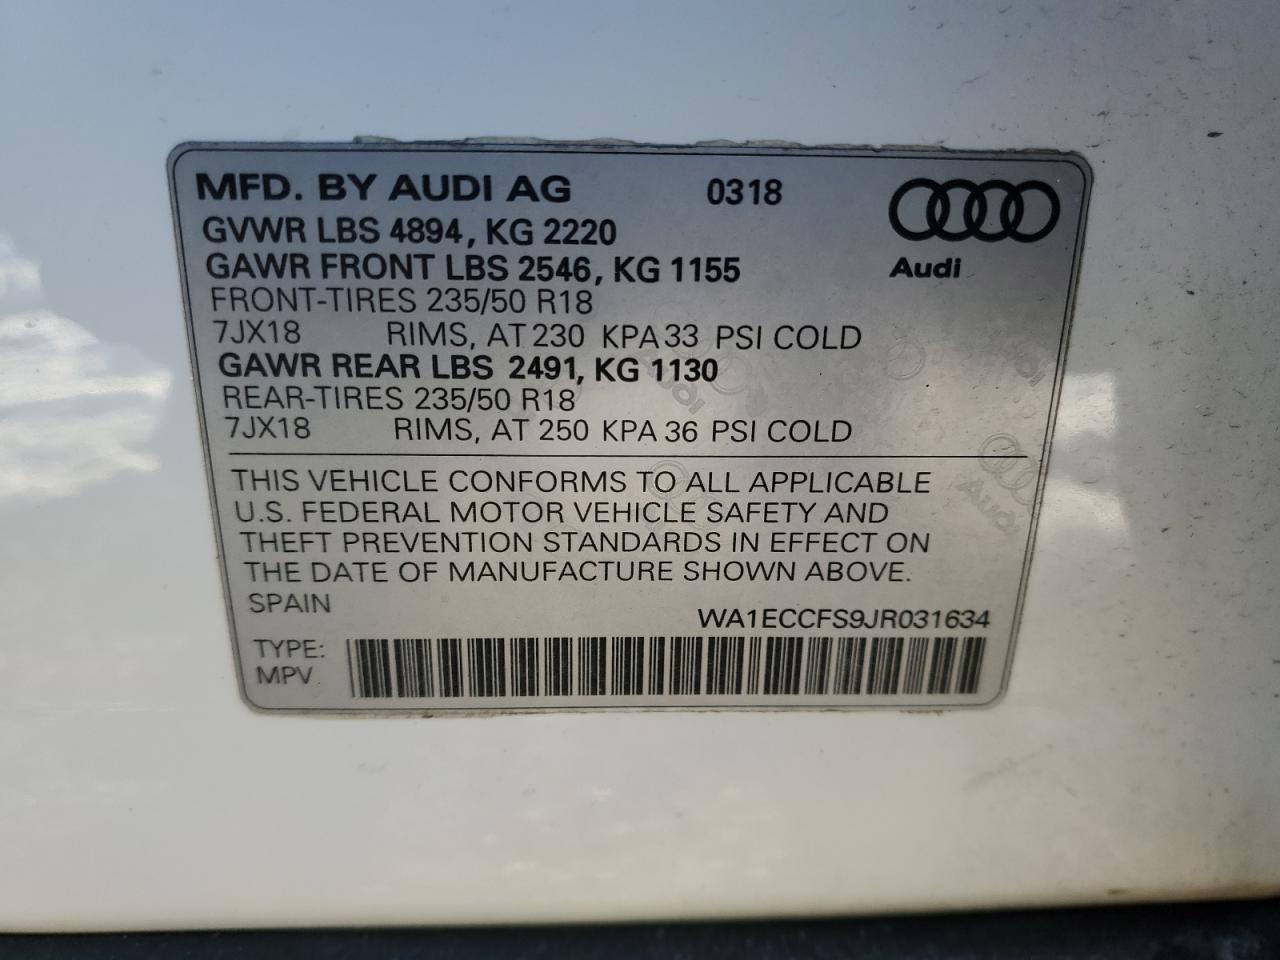 MFD. BY AUDI AG 0318
GVWR LBS 4894, KG 2220
GAWR FRONT LBS 2546, KG 1155
Audi
FRONT-TIRES 235/50 R18
7JX18 RIMS, AT 230 KPA 33 PSI COLD
GAWR REAR LBS 2491, KG 1130
REAR-TIRES 235/50 R18
7JX18 RIMS, AT 250 KPA 36 PSI COLD
THIS VEHICLE CONFORMS TO ALL APPLICABLE
U.S. FEDERAL MOTOR VEHICLE SAFETY AND
THEFT PREVENTION STANDARDS IN EFFECT ON
THE DATE OF MANUFACTURE SHOWN ABOVE.
SPAIN WA1ECCFS9JR031634
TYPE:
MPV
Audi